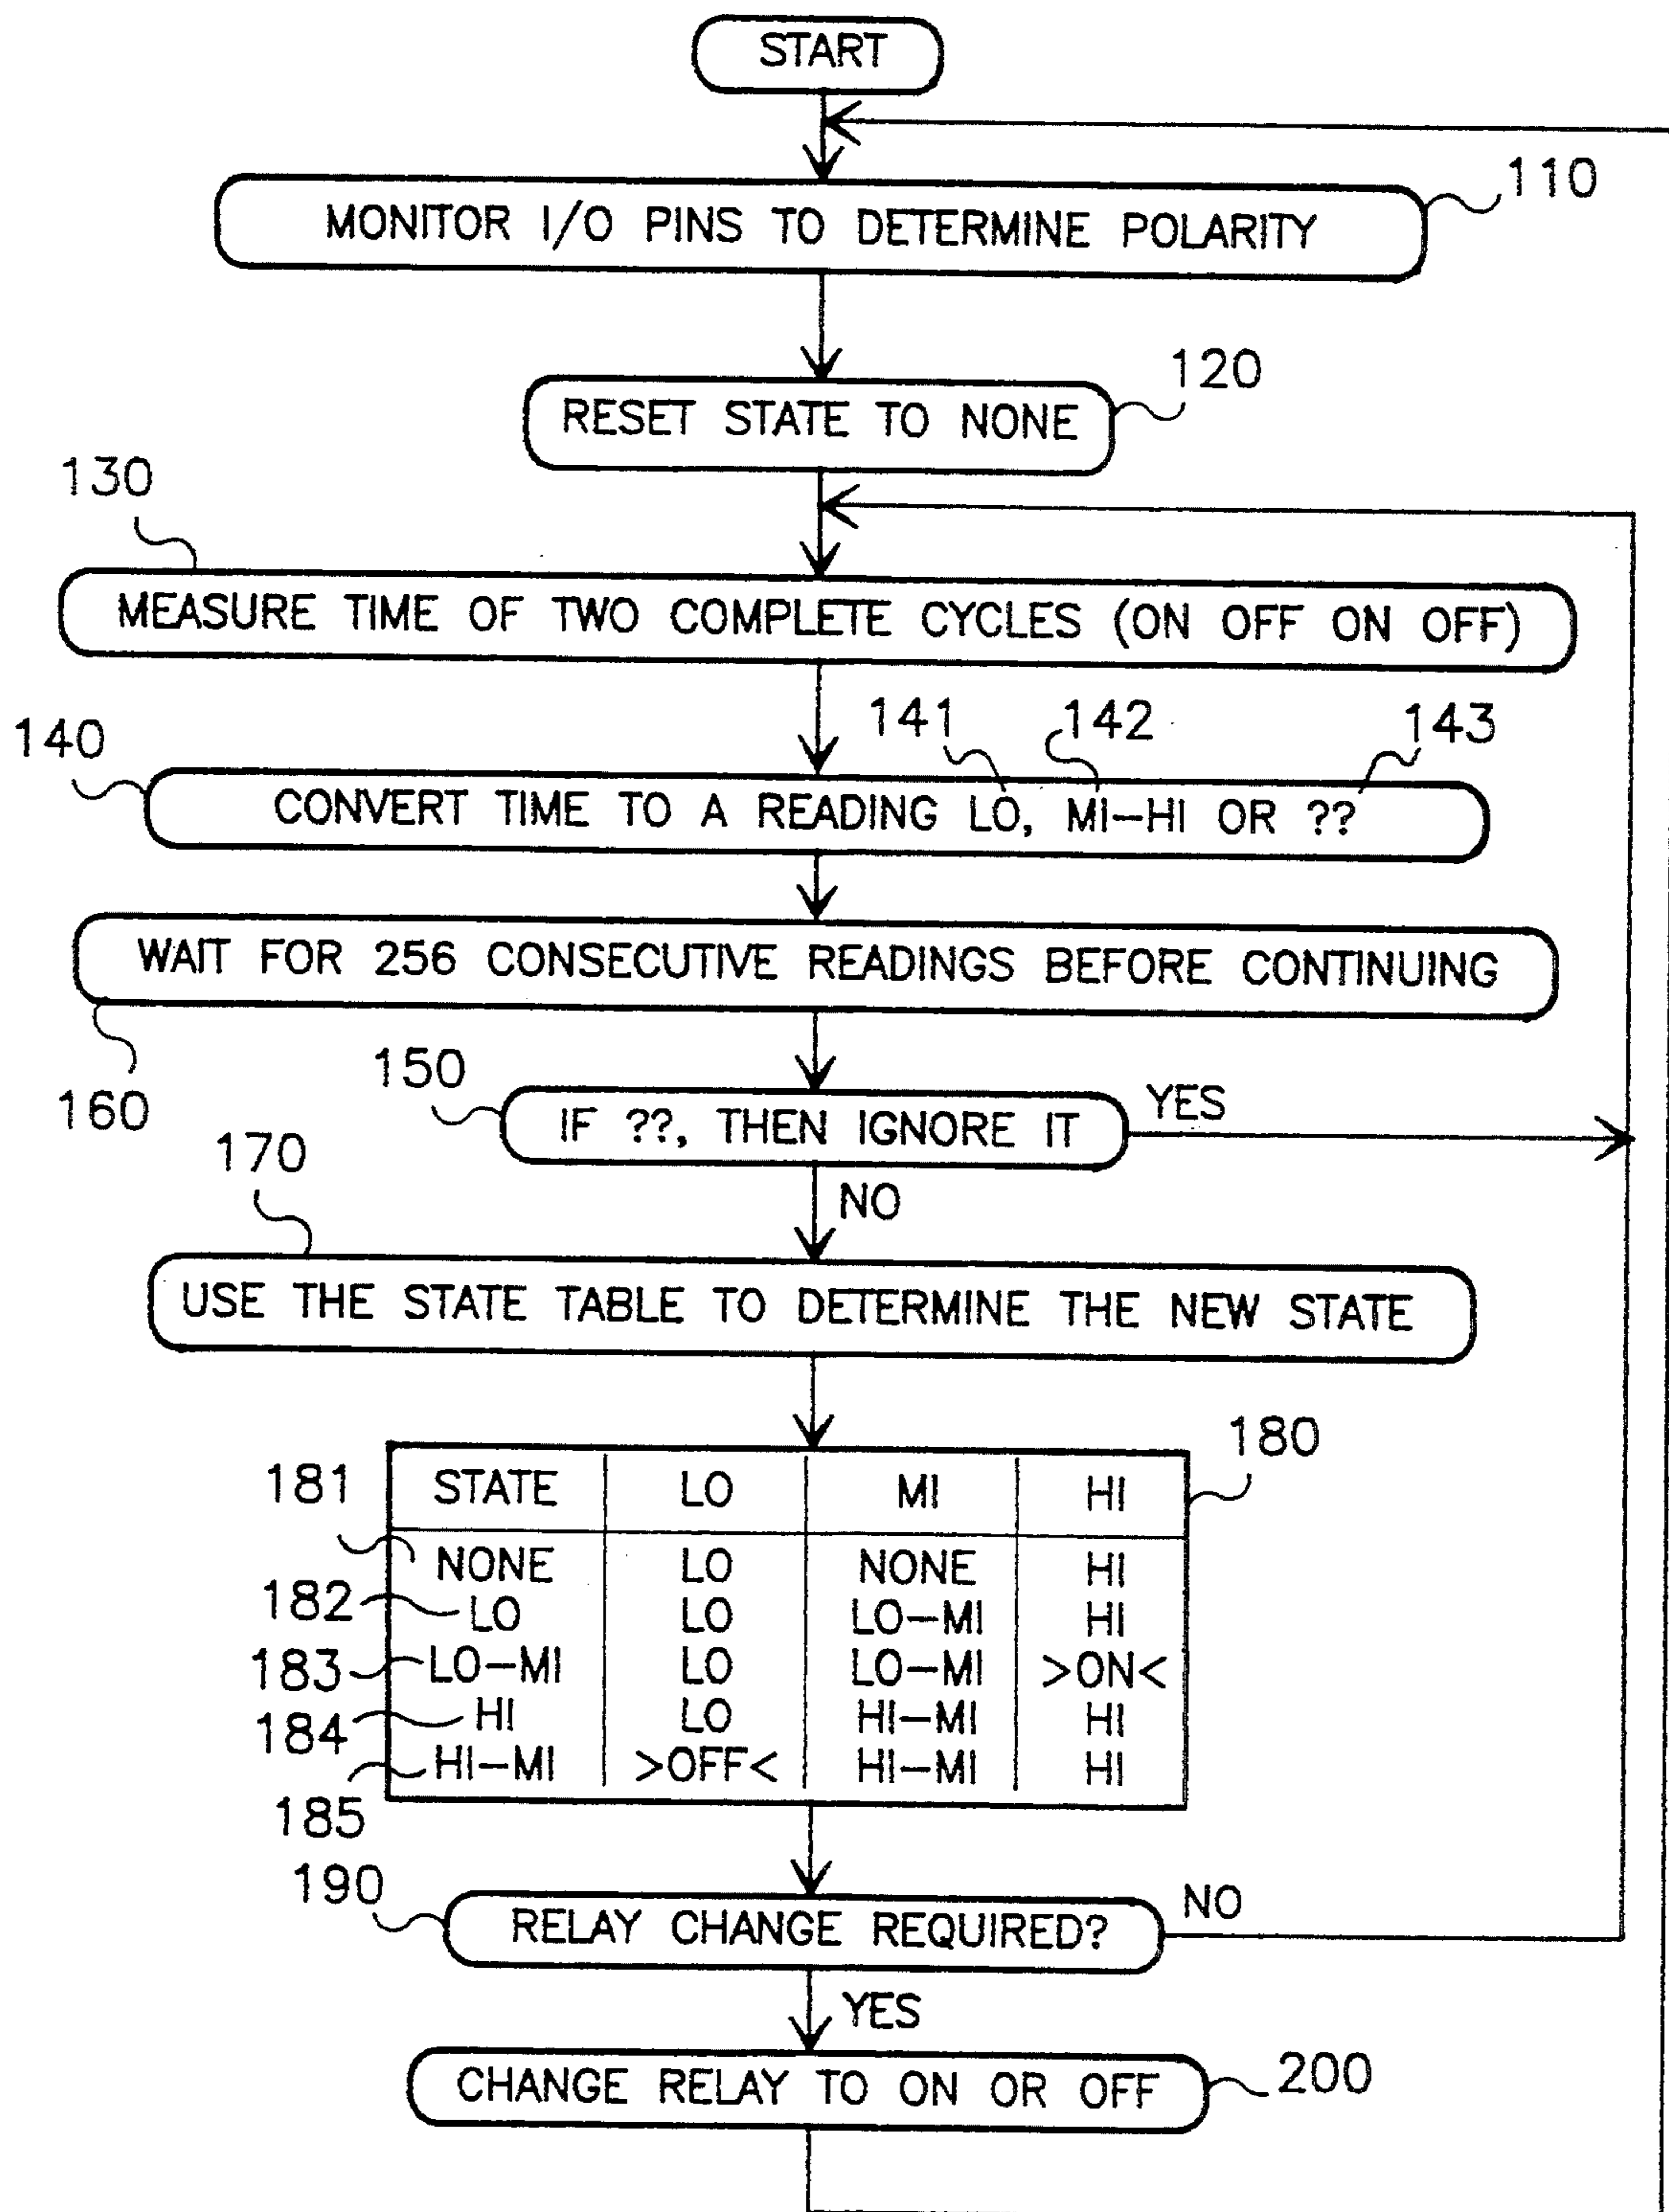 START
110
MONITOR I/O PINS TO DETERMINE POLARITY
120
RESET STATE TO NONE
130
MEASURE TIME OF TWO COMPLETE CYCLES (ON OFF ON OFF)
140
141
142
143
CONVERT TIME TO A READING LO, MI-HI OR ??
WAIT FOR 256 CONSECUTIVE READINGS BEFORE CONTINUING
160
150
IF ??, THEN IGNORE IT
YES
NO
170
USE THE STATE TABLE TO DETERMINE THE NEW STATE
180
STATE LO MI HI
181 NONE LO NONE HI
182 LO LO LO-MI HI
183 LO-MI LO LO-MI >ON<
184 HI LO HI-MI HI
185 HI-MI >OFF< HI-MI HI
190
RELAY CHANGE REQUIRED?
NO
YES
CHANGE RELAY TO ON OR OFF
200